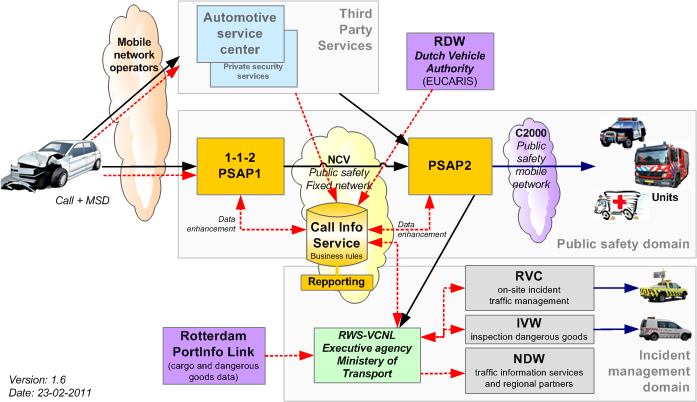 Mobile
network
operators
Automotive
service center
Private security
services
Third
Party
Services
RDW
Dutch Vehicle
Authority
(EUCARIS)
Call + MSD
1-1-2
PSAP1
NCV
Public safety
Fixed network
PSAP2
C2000
Public
safety
mobile
network
Units
Data
enhancement
Call Info
Service
Business rules
Data
enhancement
Repporting
Public safety domain
Rotterdam
PortInfo Link
(cargo and dangerous
goods data)
RWS-VCNL
Executive agency
Ministery of
Transport
RVC
on-site incident
traffic management
IVW
inspection dangerous goods
NDW
traffic information services
and regional partners
Incident
management
domain
Version: 1.6
Date: 23-02-2011